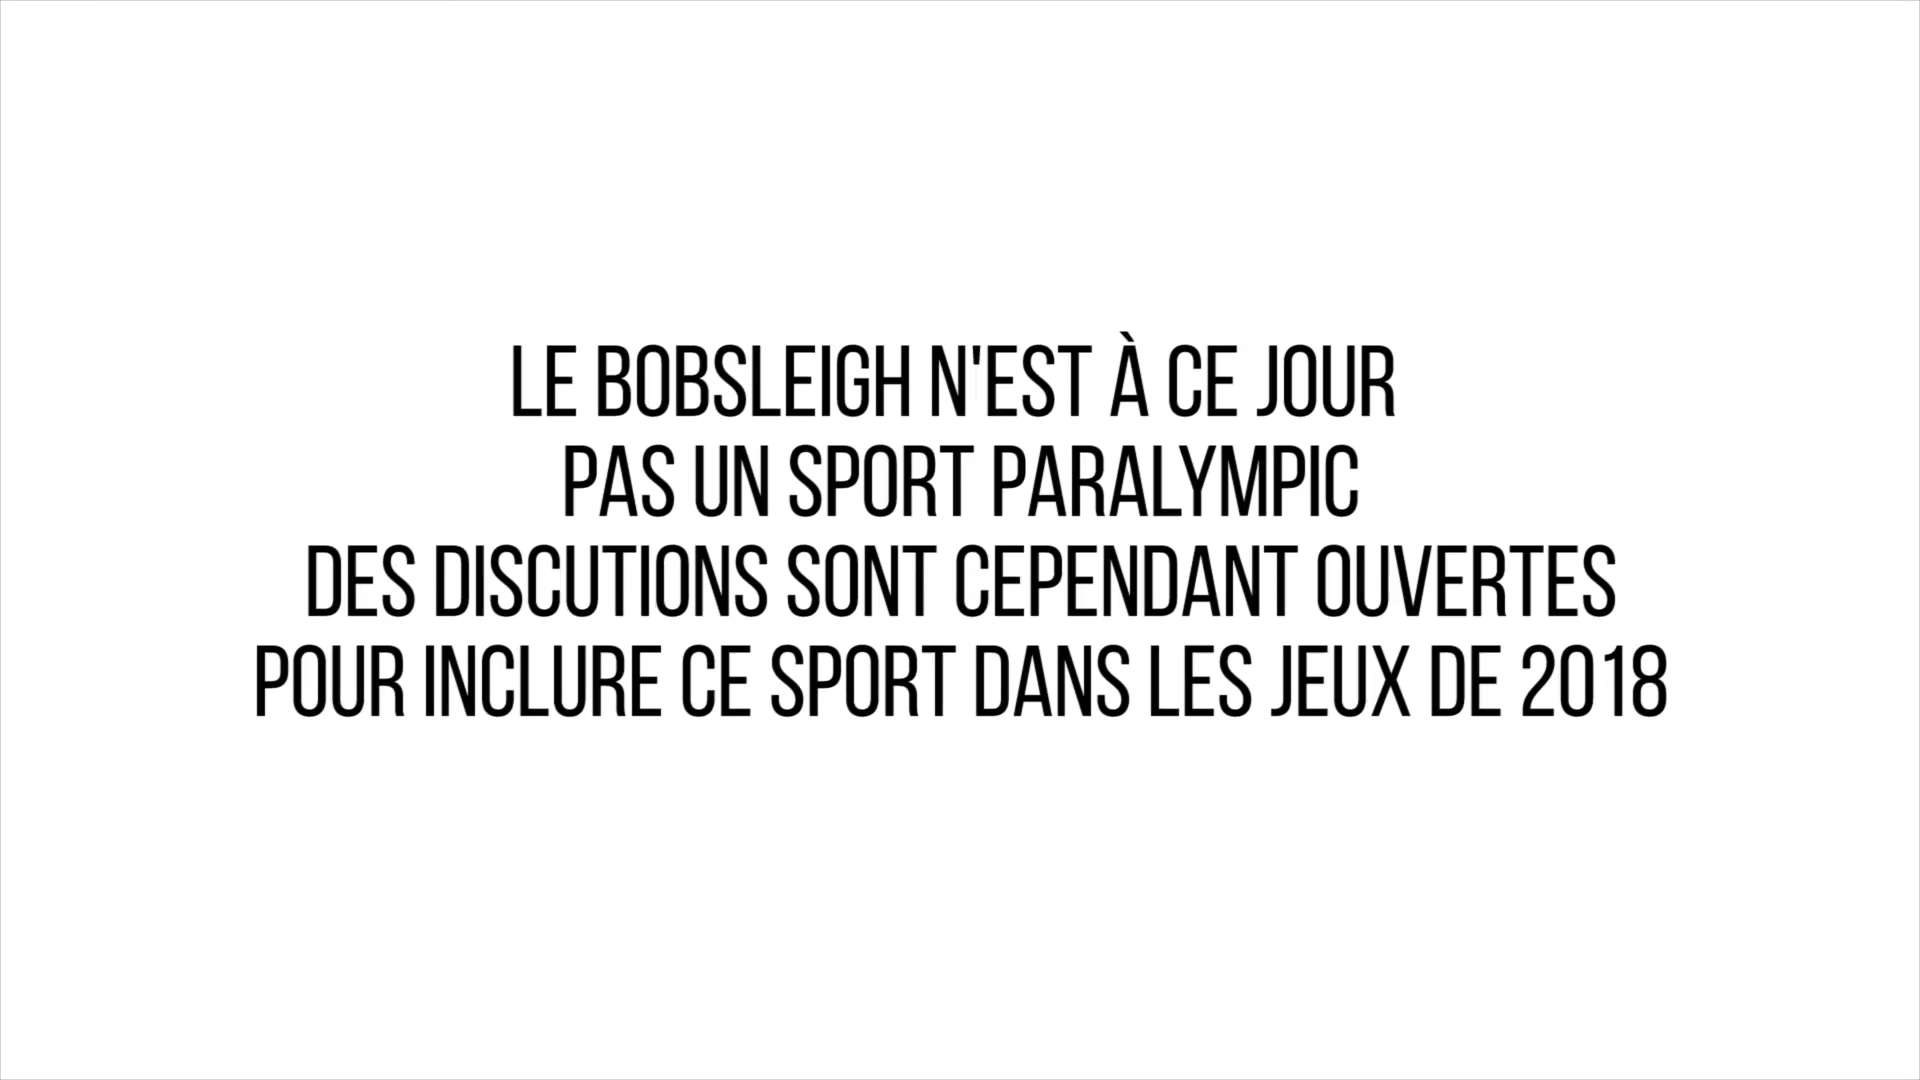 LE BOBSLEIGH N'EST À CE JOUR
PAS UN SPORT PARALYMPIC
DES DISCUTIONS SONT CEPENDANT OUVERTES
POUR INCLURE CE SPORT DANS LES JEUX DE 2018